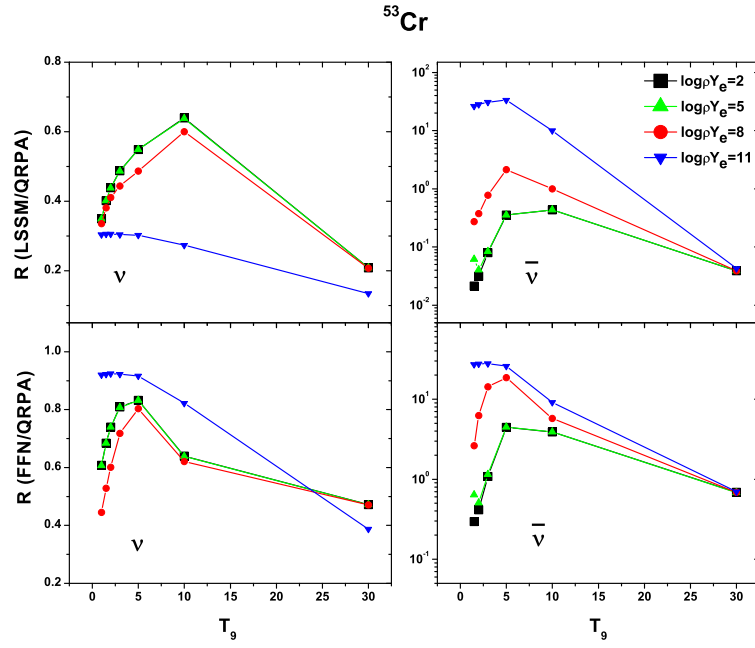 ⁵³Cr
R (LSSM/QRPA)
0.8
0.6
0.4
0.2
ν
10²
10¹
10⁰
10⁻¹
10⁻²
logρYₑ=2
logρYₑ=5
logρYₑ=8
logρYₑ=11
ν̅
R (FFN/QRPA)
1.0
0.8
0.6
0.4
0.2
ν
0 5 10 15 20 25 30
T₉
10¹
10⁰
10⁻¹
ν̅
0 5 10 15 20 25 30
T₉